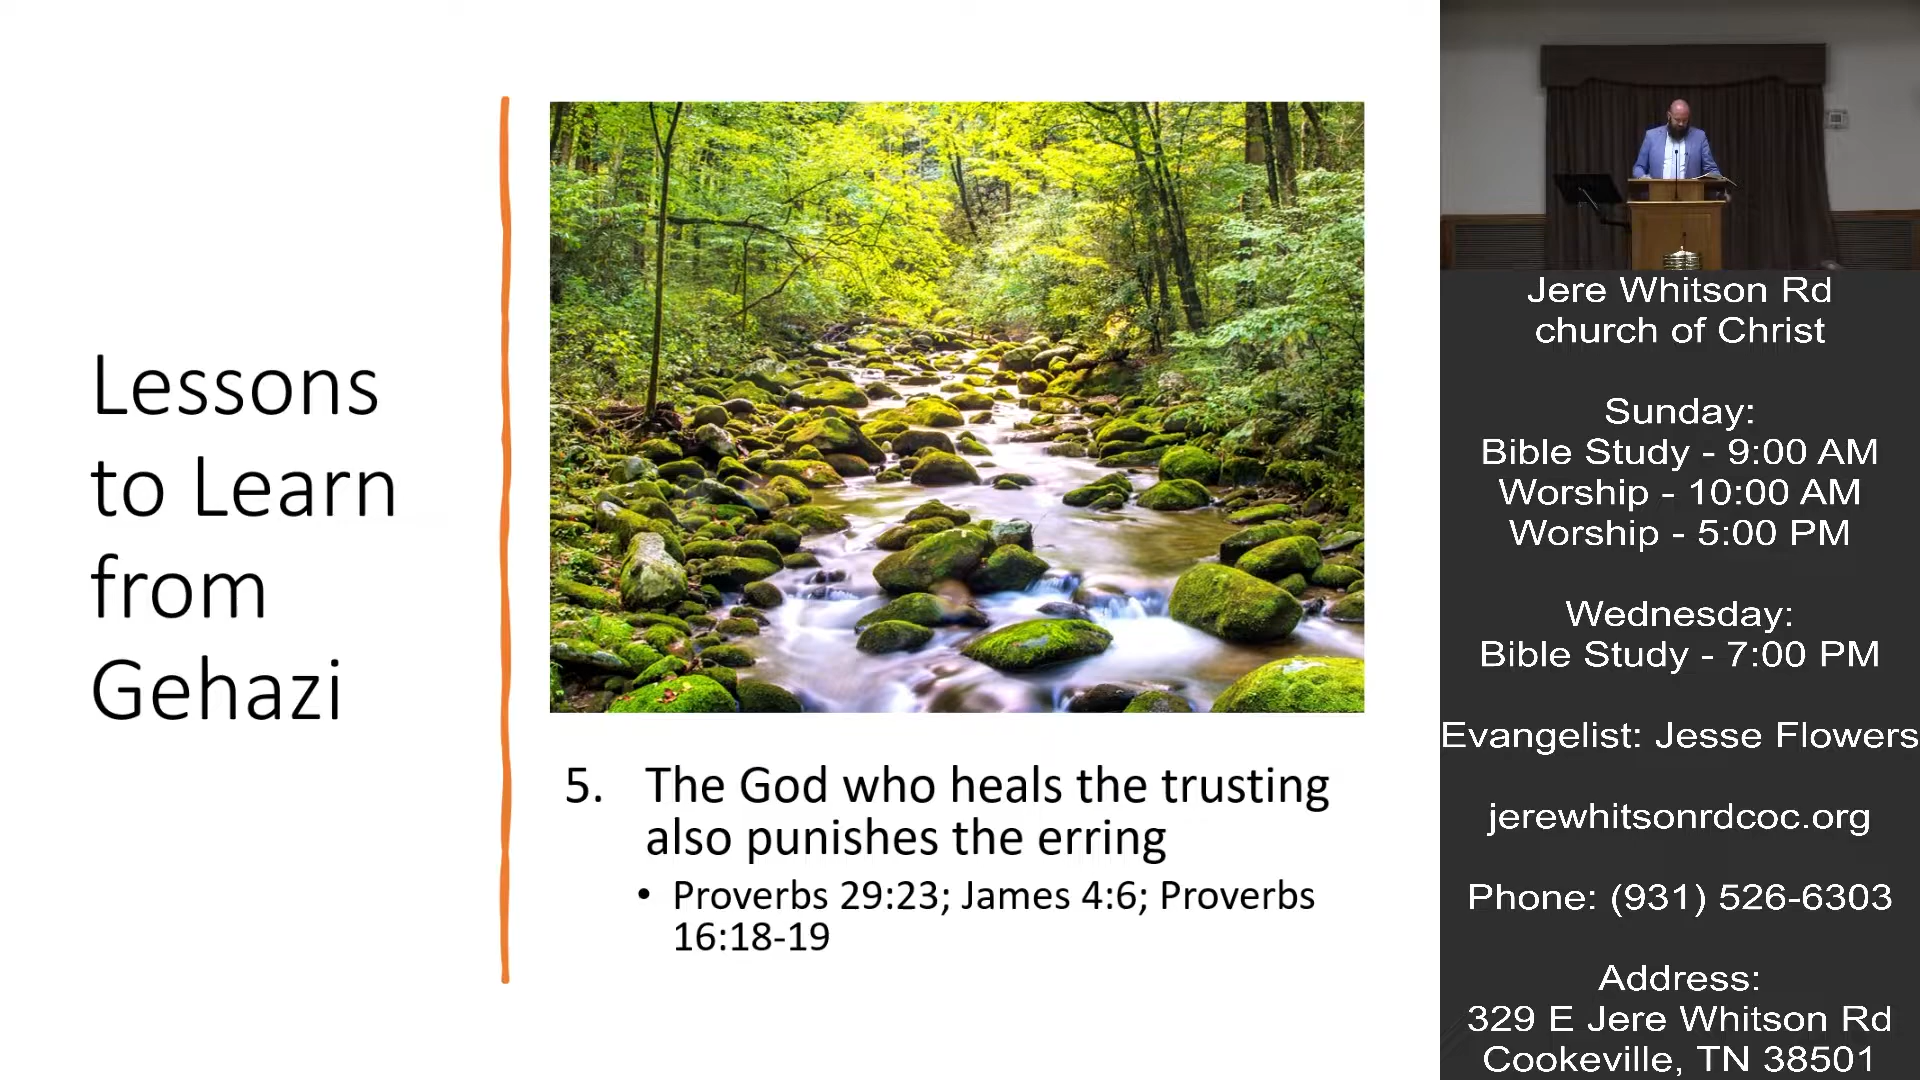 Lessons
to Learn
from
Gehazi
5. The God who heals the trusting
also punishes the erring
• Proverbs 29:23; James 4:6; Proverbs
16:18-19
Jere Whitson Rd
church of Christ
Sunday:
Bible Study - 9:00 AM
Worship - 10:00 AM
Worship - 5:00 PM
Wednesday:
Bible Study - 7:00 PM
Evangelist: Jesse Flowers
jerewhitsonrdcoc.org
Phone: (931) 526-6303
Address:
329 E Jere Whitson Rd
Cookeville, TN 38501